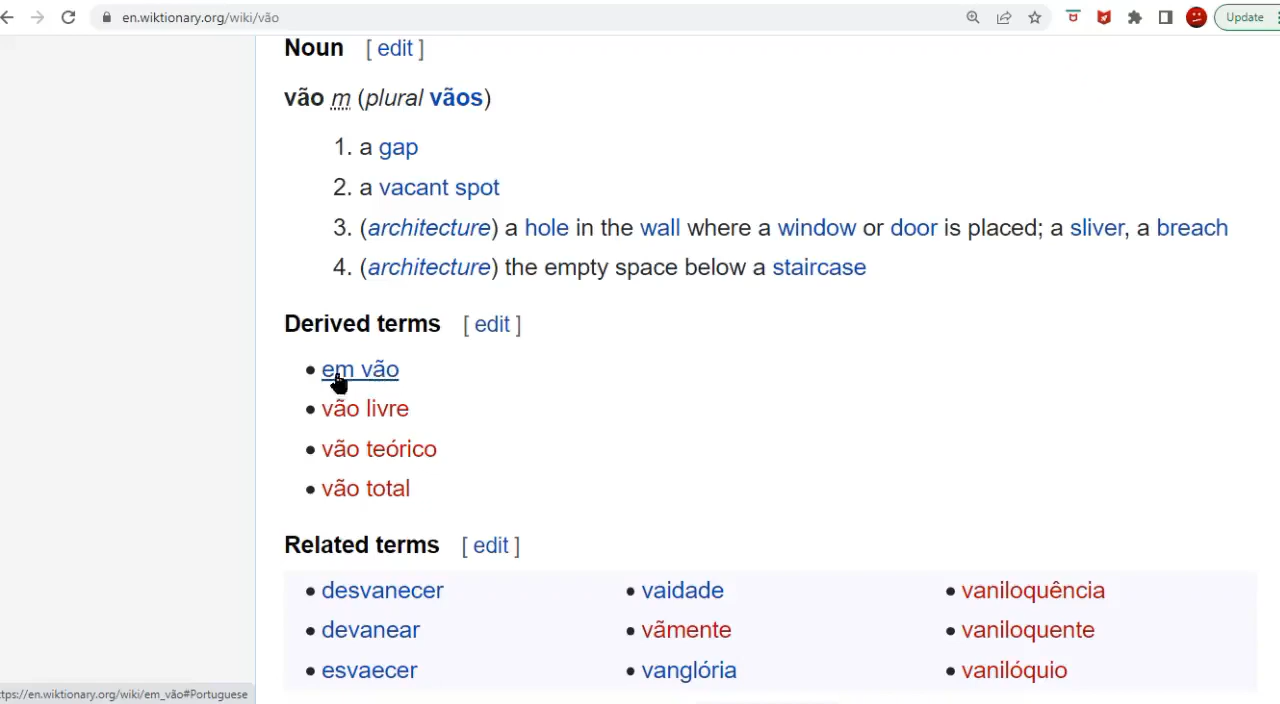 en.wiktionary.org/wiki/vão
Update
Noun [ edit ]
vão m (plural vãos)
1. a gap
2. a vacant spot
3. (architecture) a hole in the wall where a window or door is placed; a sliver, a breach
4. (architecture) the empty space below a staircase
Derived terms [ edit ]
• em vão
• vão livre
• vão teórico
• vão total
Related terms [ edit ]
• desvanecer • vaidade • vaniloquência
• devanear • vãmente • vaniloquente
• esvaecer • vanglória • vanilóquio
tps://en.wiktionary.org/wiki/em_vão#Portuguese